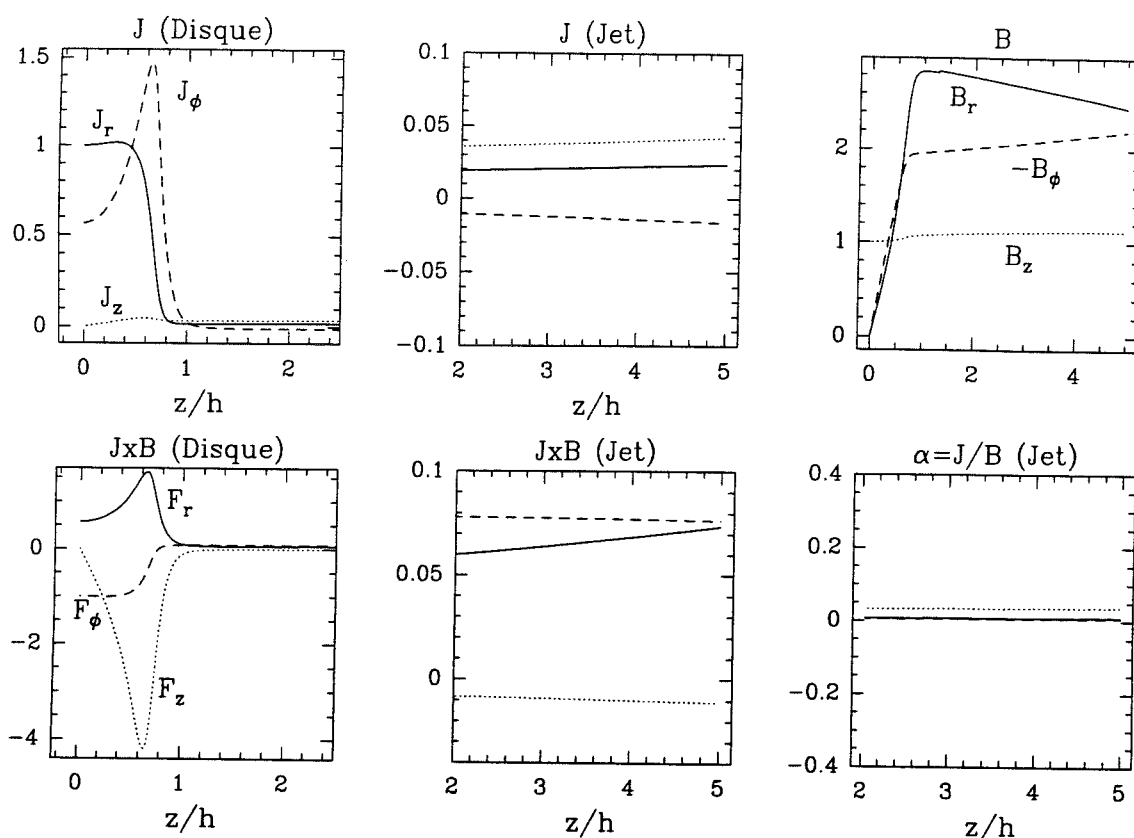 J (Disque)
1.5
1
0.5
0
J_r
J_ϕ
J_z
0 1 2
z/h
J (Jet)
0.1
0.05
0
−0.05
−0.1
2 3 4 5
z/h
B
2
1
0
B_r
−B_ϕ
B_z
0 2 4
z/h
JxB (Disque)
0
−2
−4
F_r
F_ϕ
F_z
0 1 2
z/h
JxB (Jet)
0.1
0.05
0
2 3 4 5
z/h
α=J/B (Jet)
0.4
0.2
0
−0.2
−0.4
2 3 4 5
z/h